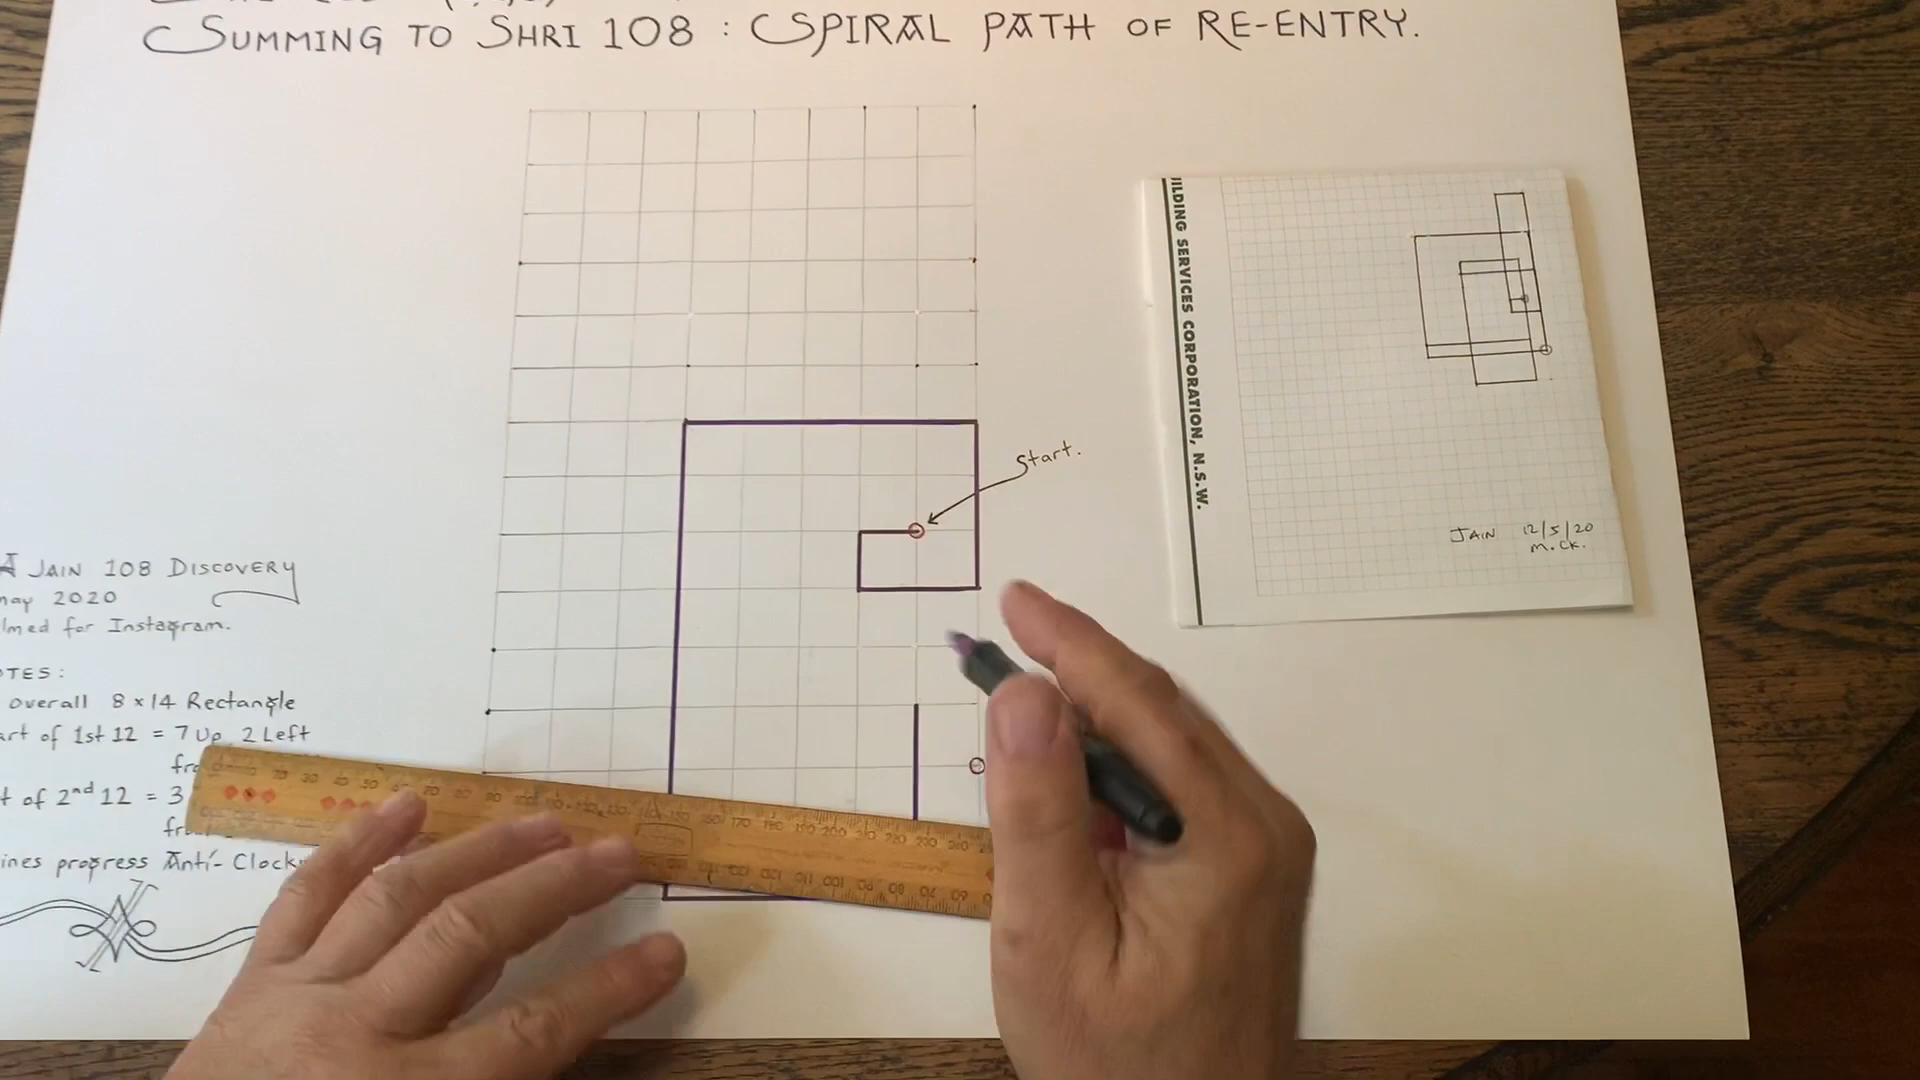 SUMMING TO SHRI 108 : SPIRAL PATH OF RE-ENTRY.
Start.
ILDING SERVICES CORPORATION, N.S.W.
JAIN 12/5/20
M.CK.
A JAIN 108 DISCOVERY
may 2020
lmed for Instagram.
OTES:
overall 8x14 Rectangle
art of 1st 12 = 7 Up 2 Left
t of 2nd 12 = 3
ines progress Anti-Clock